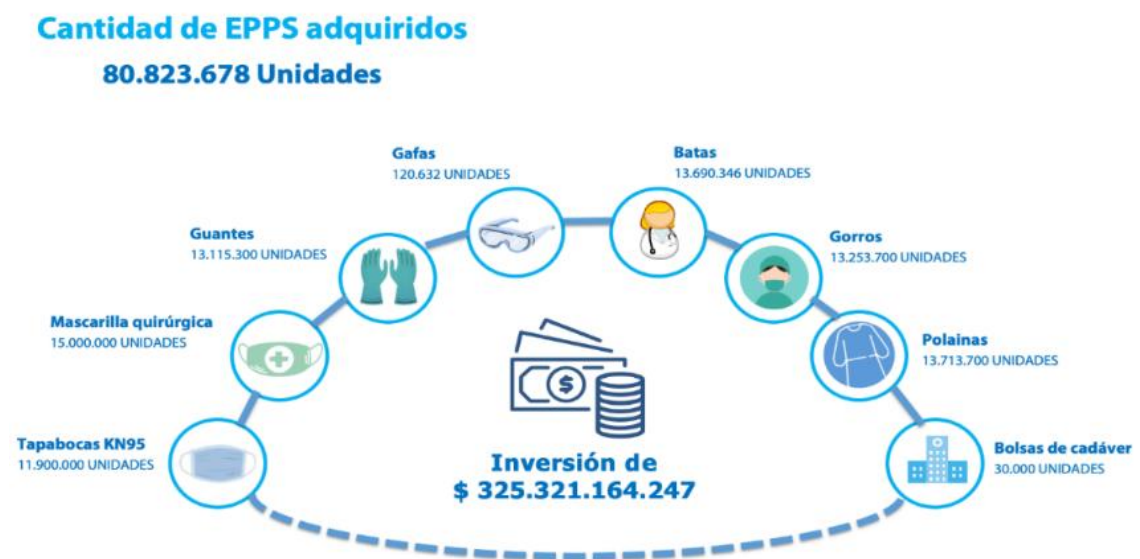 Cantidad de EPPS adquiridos
80.823.678 Unidades
Gafas
120.632 UNIDADES
Batas
13.690.346 UNIDADES
Guantes
13.115.300 UNIDADES
Gorros
13.253.700 UNIDADES
Mascarilla quirúrgica
15.000.000 UNIDADES
Polainas
13.713.700 UNIDADES
Tapabocas KN95
11.900.000 UNIDADES
Bolsas de cadáver
30.000 UNIDADES
$
Inversión de
$ 325.321.164.247